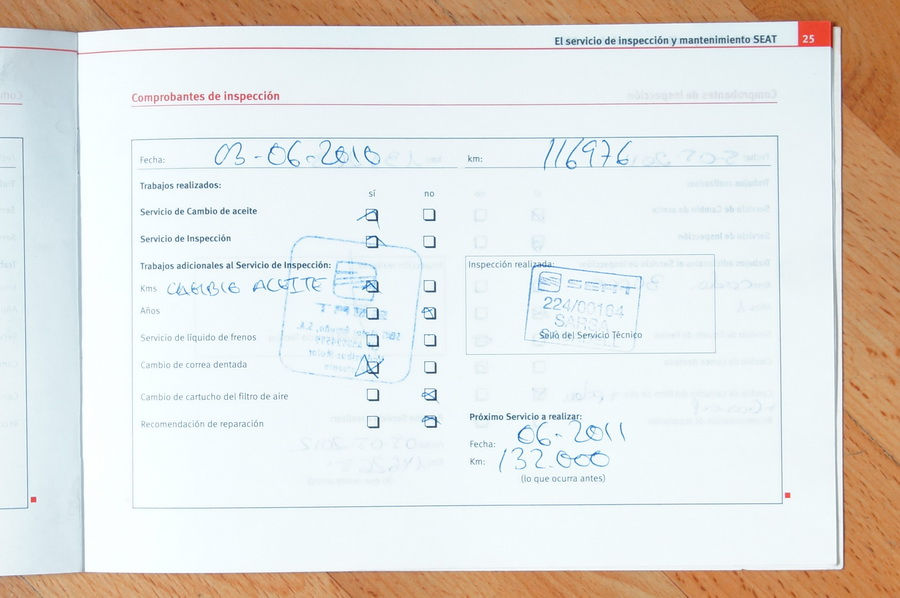 El servicio de inspección y mantenimiento SEAT 25
Comprobantes de inspección
Fecha: 03-06-2010 km: 116976
Trabajos realizados:
sí no
Servicio de Cambio de aceite
Servicio de Inspección
Trabajos adicionales al Servicio de Inspección:
Kms CAMBIO ACEITE
Años
Servicio de líquido de frenos
Cambio de correa dentada
Cambio de cartucho del filtro de aire
Recomendación de reparación
Inspección realizada:
SEAT
224/00104
SARSA
Sello del Servicio Técnico
Próximo Servicio a realizar:
Fecha: 06-2011
Km: 132.000
(lo que ocurra antes)